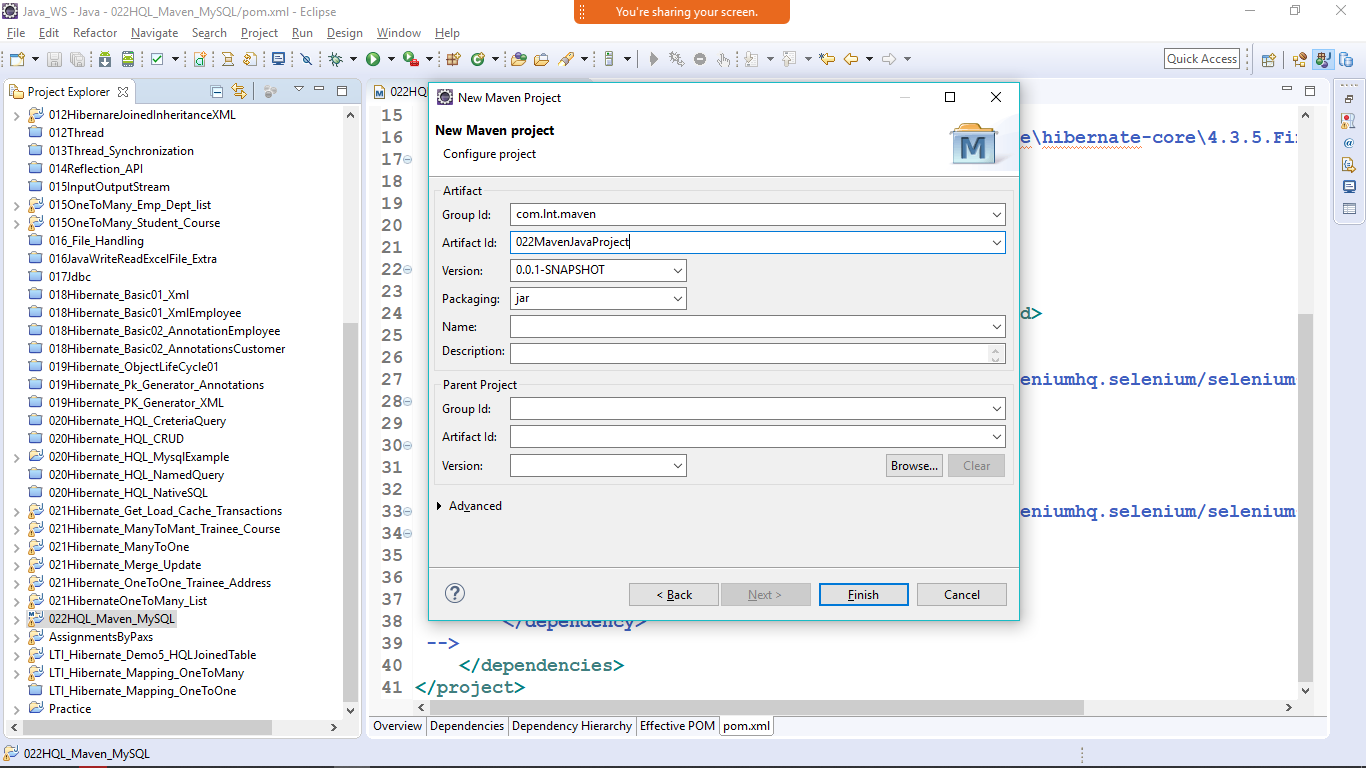 Java_WS - Java - 022HQL_Maven_MySQL/pom.xml - Eclipse
You're sharing your screen.
File Edit Refactor Navigate Search Project Run Design Window Help
Quick Access
Project Explorer
012HibernareJoinedInheritanceXML
012Thread
013Thread_Synchronization
014Reflection_API
015InputOutputStream
015OneToMany_Emp_Dept_list
015OneToMany_Student_Course
016_File_Handling
016JavaWriteReadExcelFile_Extra
017Jdbc
018Hibernate_Basic01_Xml
018Hibernate_Basic01_XmlEmployee
018Hibernate_Basic02_AnnotationEmployee
018Hibernate_Basic02_AnnotationsCustomer
019Hibernate_ObjectLifeCycle01
019Hibernate_Pk_Generator_Annotations
019Hibernate_PK_Generator_XML
020Hibernate_HQL_CreteriaQuery
020Hibernate_HQL_CRUD
020Hibernate_HQL_MysqlExample
020Hibernate_HQL_NamedQuery
020Hibernate_HQL_NativeSQL
021Hibernate_Get_Load_Cache_Transactions
021Hibernate_ManyToMant_Trainee_Course
021Hibernate_ManyToOne
021Hibernate_Merge_Update
021Hibernate_OneToOne_Trainee_Address
021HibernateOneToMany_List
022HQL_Maven_MySQL
AssignmentsByPaxs
LTI_Hibernate_Demo5_HQLJoinedTable
LTI_Hibernate_Mapping_OneToMany
LTI_Hibernate_Mapping_OneToOne
Practice
022HQ
15
16 e\hibernate-core\4.3.5.Fi
17
18
19
20
21
22
23
24 d>
25
26
27 eniumhq.selenium/selenium
28
29
30
31
32
33 eniumhq.selenium/selenium
34
35
36
37
38 </dependency>
39 -->
40 </dependencies>
41 </project>
New Maven Project
New Maven project
Configure project
M
Artifact
Group Id: com.lnt.maven
Artifact Id: 022MavenJavaProject
Version: 0.0.1-SNAPSHOT
Packaging: jar
Name:
Description:
Parent Project
Group Id:
Artifact Id:
Version: Browse... Clear
Advanced
< Back Next > Finish Cancel
Overview Dependencies Dependency Hierarchy Effective POM pom.xml
022HQL_Maven_MySQL